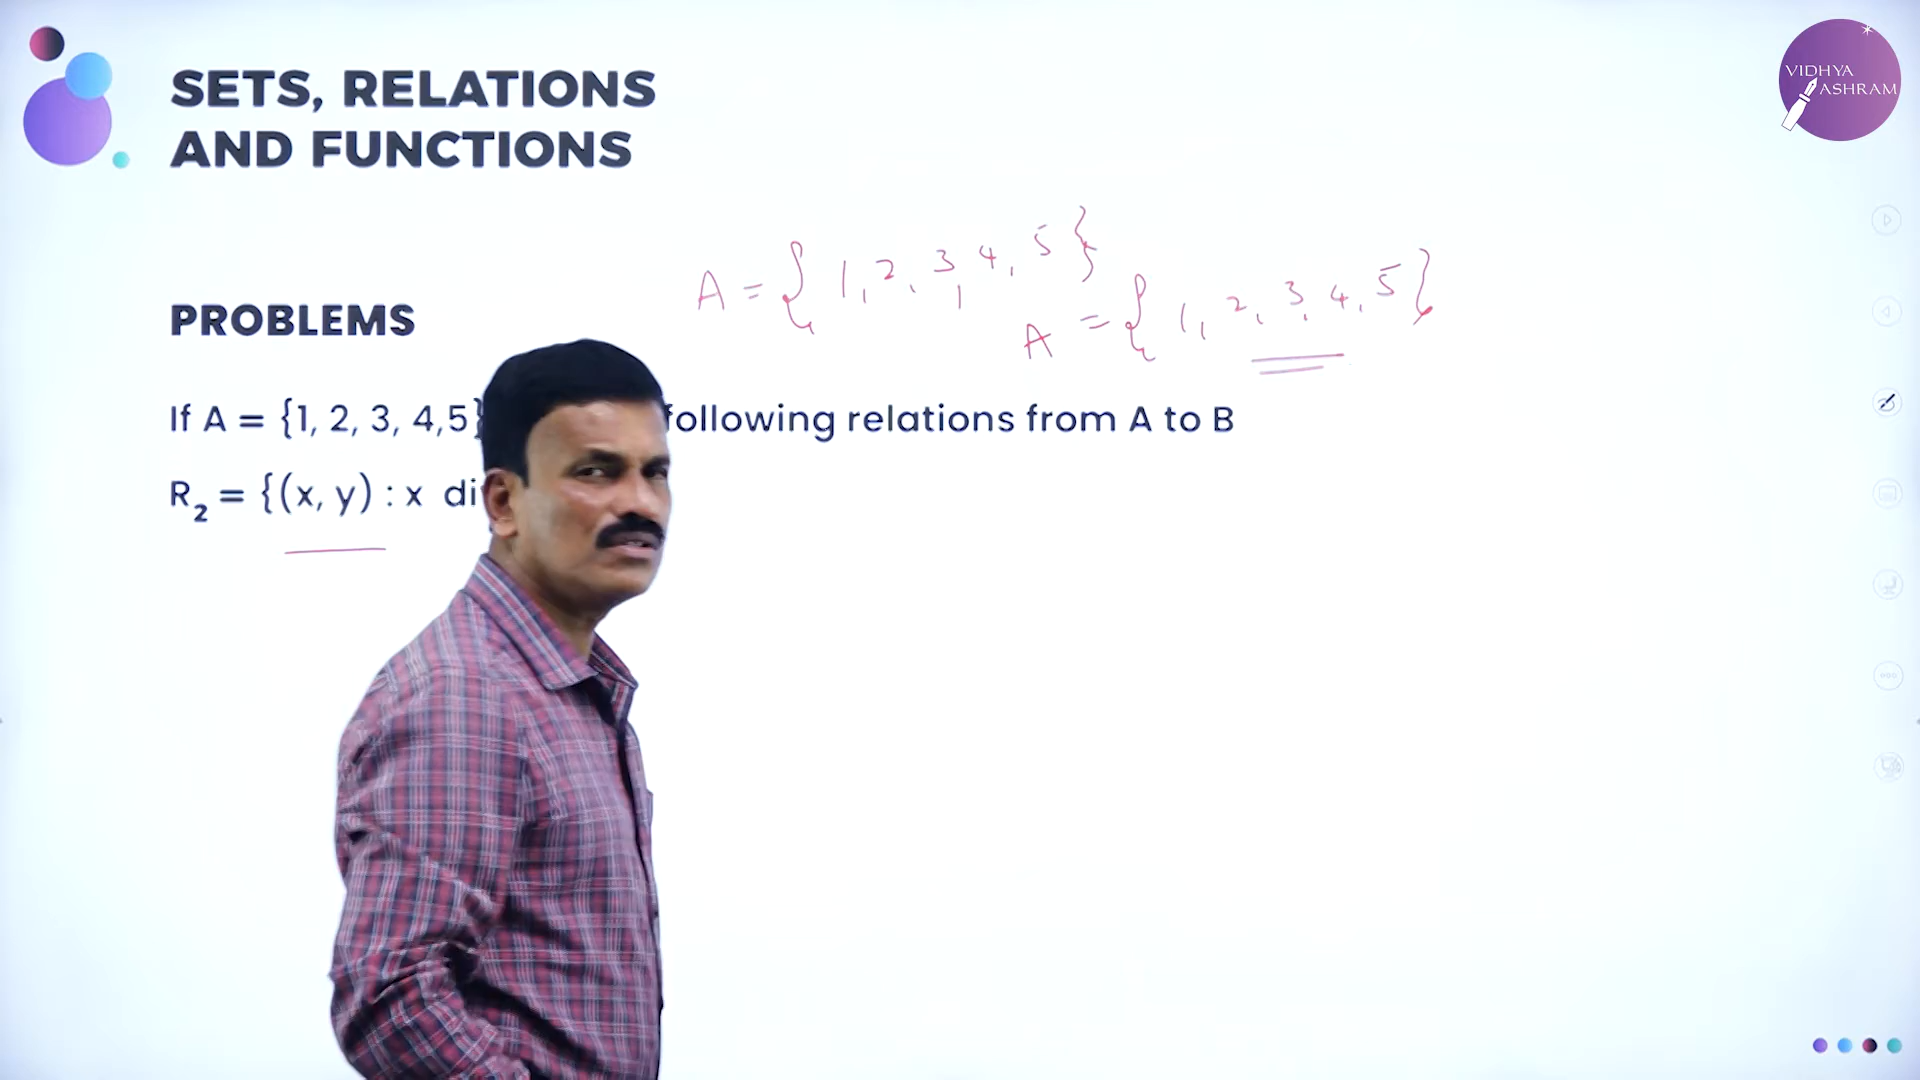 SETS, RELATIONS
AND FUNCTIONS
VIDHYA
ASHRAM
A = { 1, 2, 3, 4, 5 }
A = { 1, 2, 3, 4, 5 }
PROBLEMS
If A = {1, 2, 3, 4,5} following relations from A to B
R₂ = {(x, y) : x di